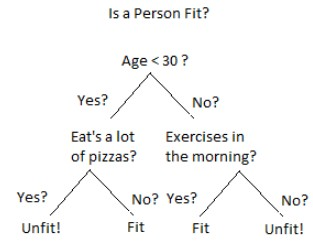 Is a Person Fit?
Age < 30 ?
Yes? No?
Eat's a lot Exercises in
of pizzas? the morning?
Yes? No? Yes? No?
Unfit! Fit Fit Unfit!